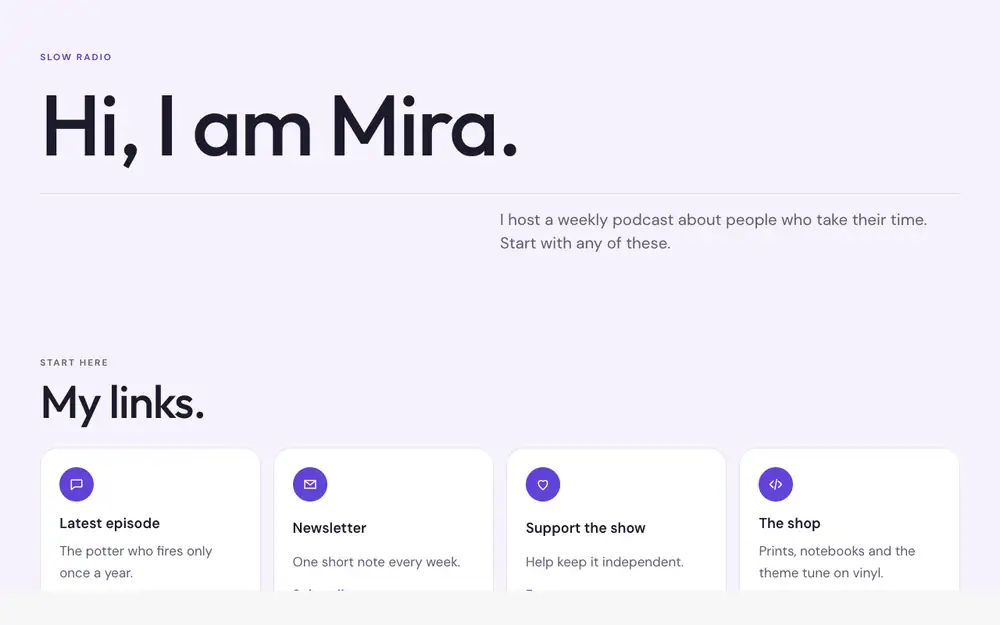 SLOW RADIO
Hi, I am Mira.
I host a weekly podcast about people who take their time.
Start with any of these.
START HERE
My links.
Latest episode
The potter who fires only
once a year.
Newsletter
One short note every week.
Support the show
Help keep it independent.
The shop
Prints, notebooks and the
theme tune on vinyl.